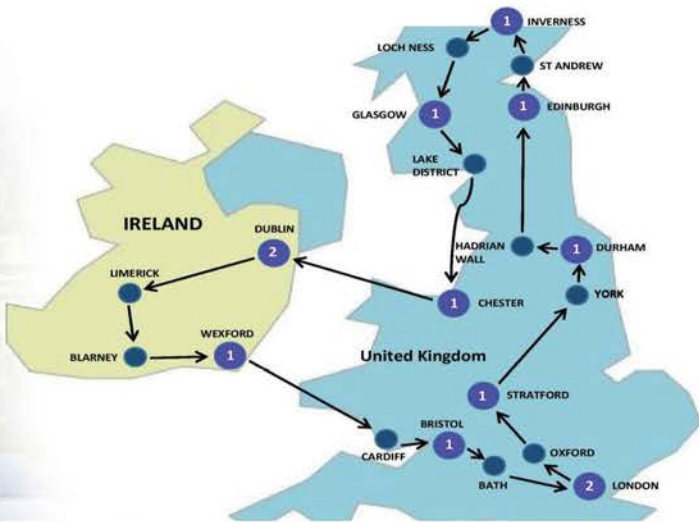 1 INVERNESS
LOCH NESS
ST ANDREW
GLASGOW 1
1 EDINBURGH
LAKE
DISTRICT
IRELAND
DUBLIN
2
HADRIAN
WALL
1 DURHAM
LIMERICK
YORK
1 CHESTER
WEXFORD
BLARNEY
1
United Kingdom
1 STRATFORD
BRISTOL
1
CARDIFF
OXFORD
BATH
2 LONDON